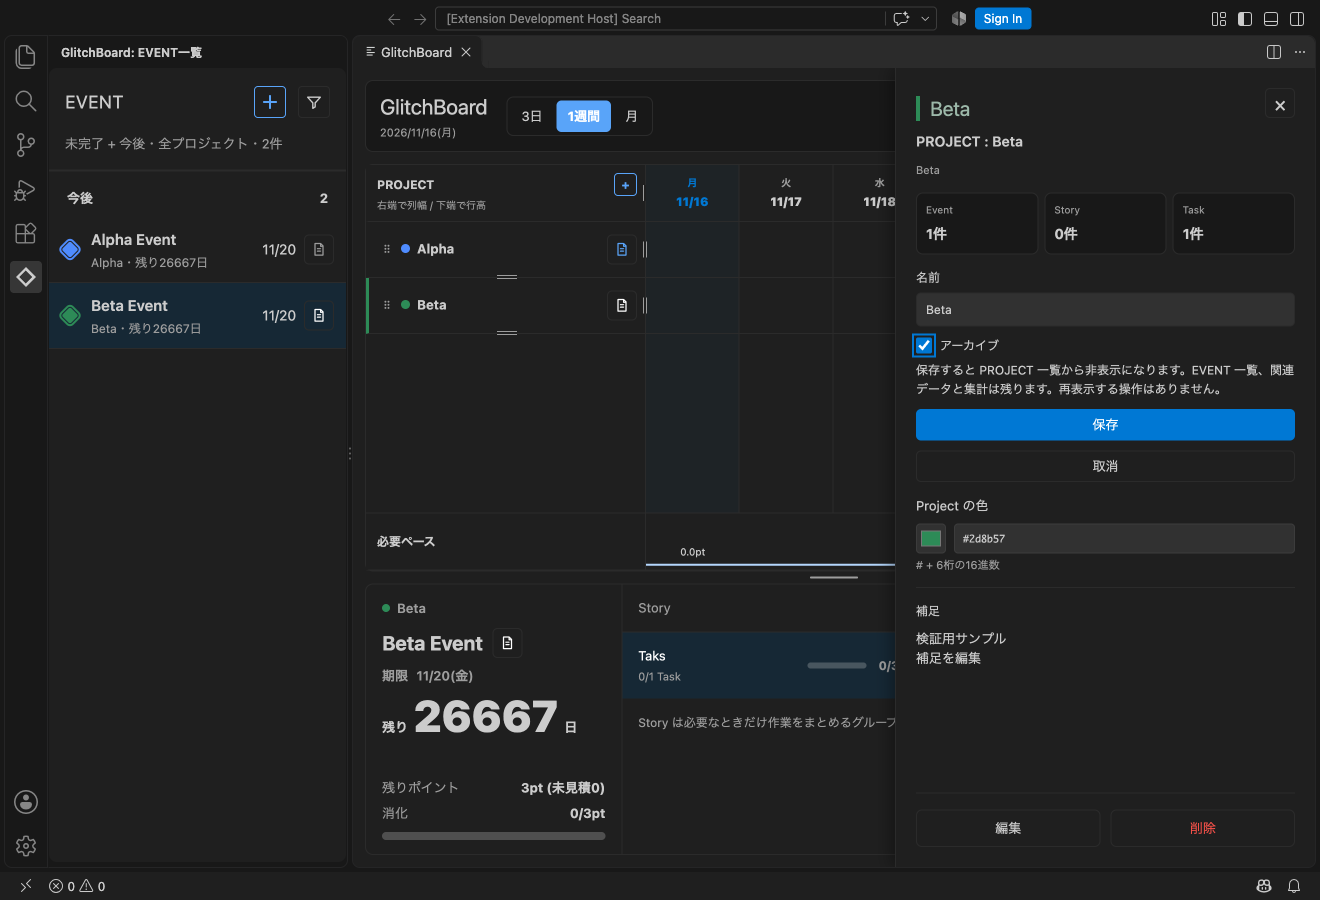 [Extension Development Host] Search
Sign In
GlitchBoard: EVENT一覧
EVENT
未完了 + 今後・全プロジェクト・2件
今後
2
Alpha Event
Alpha・残り26667日
11/20
Beta Event
Beta・残り26667日
11/20
GlitchBoard
GlitchBoard
2026/11/16(月)
3日
1週間
月
PROJECT
右端で列幅 / 下端で行高
月
11/16
火
11/17
水
11/18
Alpha
Beta
必要ペース
0.0pt
Beta
Beta Event
期限 11/20(金)
残り 26667 日
残りポイント
3pt (未見積0)
消化
0/3pt
Story
Taks
0/1 Task
0/3
Story は必要なときだけ作業をまとめるグループ
Beta
PROJECT : Beta
Beta
Event
1件
Story
0件
Task
1件
名前
Beta
アーカイブ
保存すると PROJECT 一覧から非表示になります。EVENT 一覧、関連
データと集計は残ります。再表示する操作はありません。
保存
取消
Project の色
#2d8b57
# + 6桁の16進数
補足
検証用サンプル
補足を編集
編集
削除
0
0